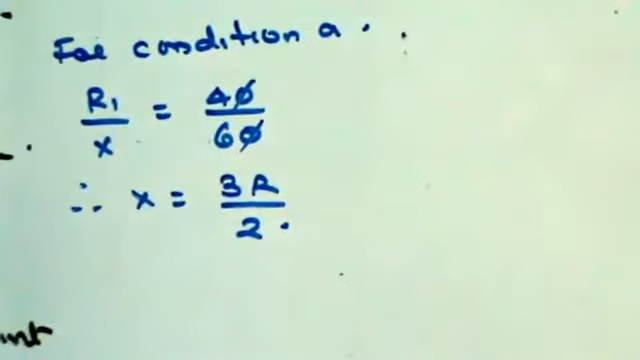 For condition a.
R₁/x = 40/60
∴ x = 3R/2.